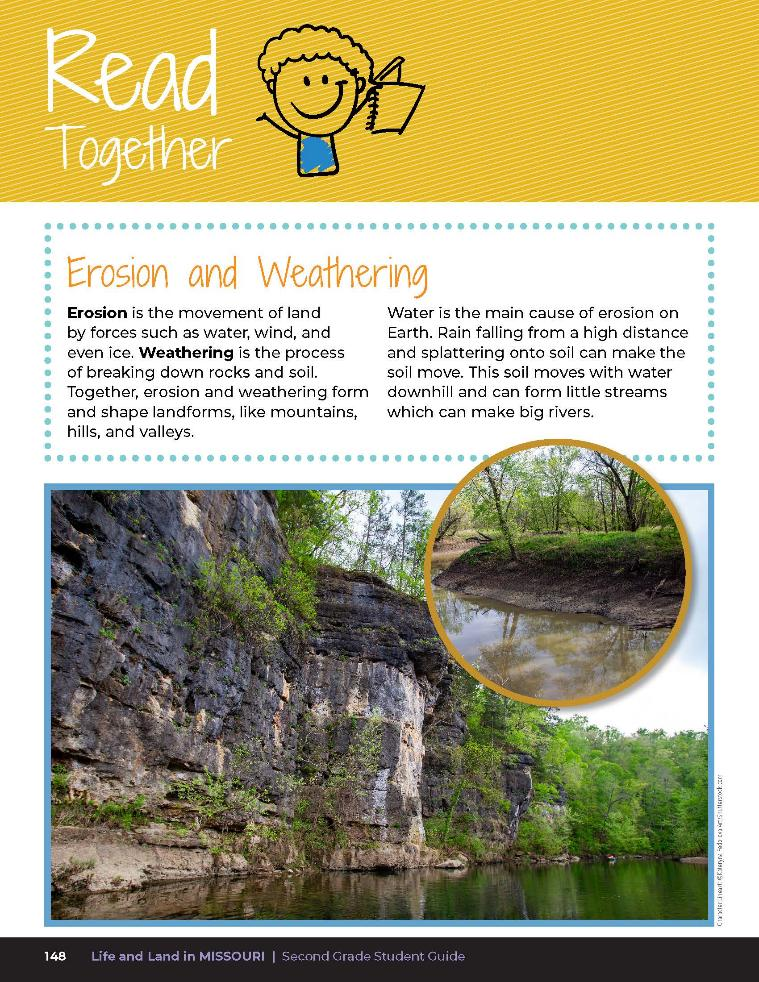 Read
Together
Erosion and Weathering
Erosion is the movement of land
by forces such as water, wind, and
even ice. Weathering is the process
of breaking down rocks and soil.
Together, erosion and weathering form
and shape landforms, like mountains,
hills, and valleys.
Water is the main cause of erosion on
Earth. Rain falling from a high distance
and splattering onto soil can make the
soil move. This soil moves with water
downhill and can form little streams
which can make big rivers.
148 Life and Land in MISSOURI | Second Grade Student Guide